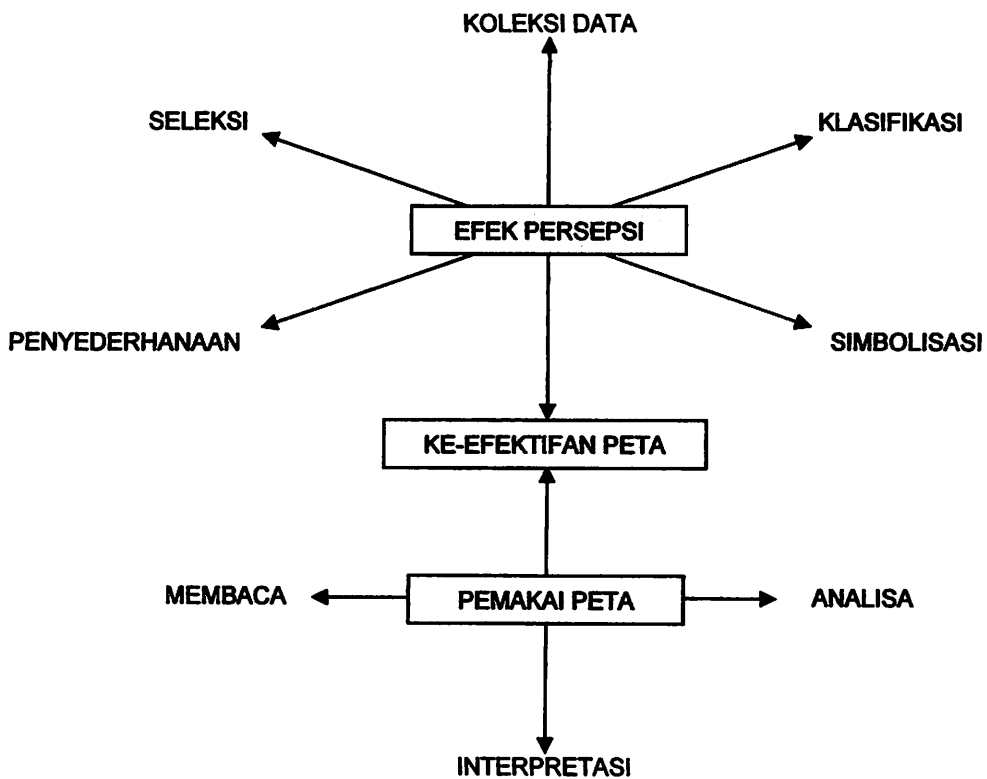 KOLEKSI DATA
SELEKSI
KLASIFIKASI
EFEK PERSEPSI
PENYEDERHANAAN
SIMBOLISASI
KE-EFEKTIFAN PETA
MEMBACA
PEMAKAI PETA
ANALISA
INTERPRETASI